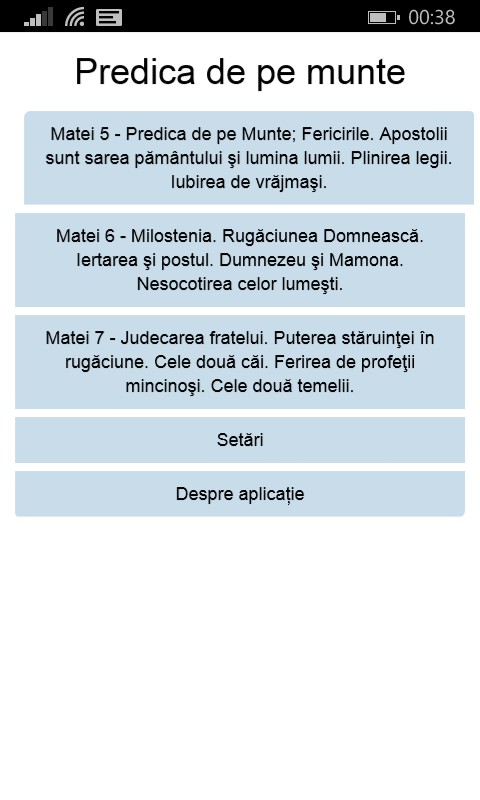 00:38
Predica de pe munte
Matei 5 - Predica de pe Munte; Fericirile. Apostolii
sunt sarea pământului şi lumina lumii. Plinirea legii.
Iubirea de vrăjmaşi.
Matei 6 - Milostenia. Rugăciunea Domnească.
Iertarea şi postul. Dumnezeu şi Mamona.
Nesocotirea celor lumeşti.
Matei 7 - Judecarea fratelui. Puterea stăruinţei în
rugăciune. Cele două căi. Ferirea de profeţii
mincinoşi. Cele două temelii.
Setări
Despre aplicație